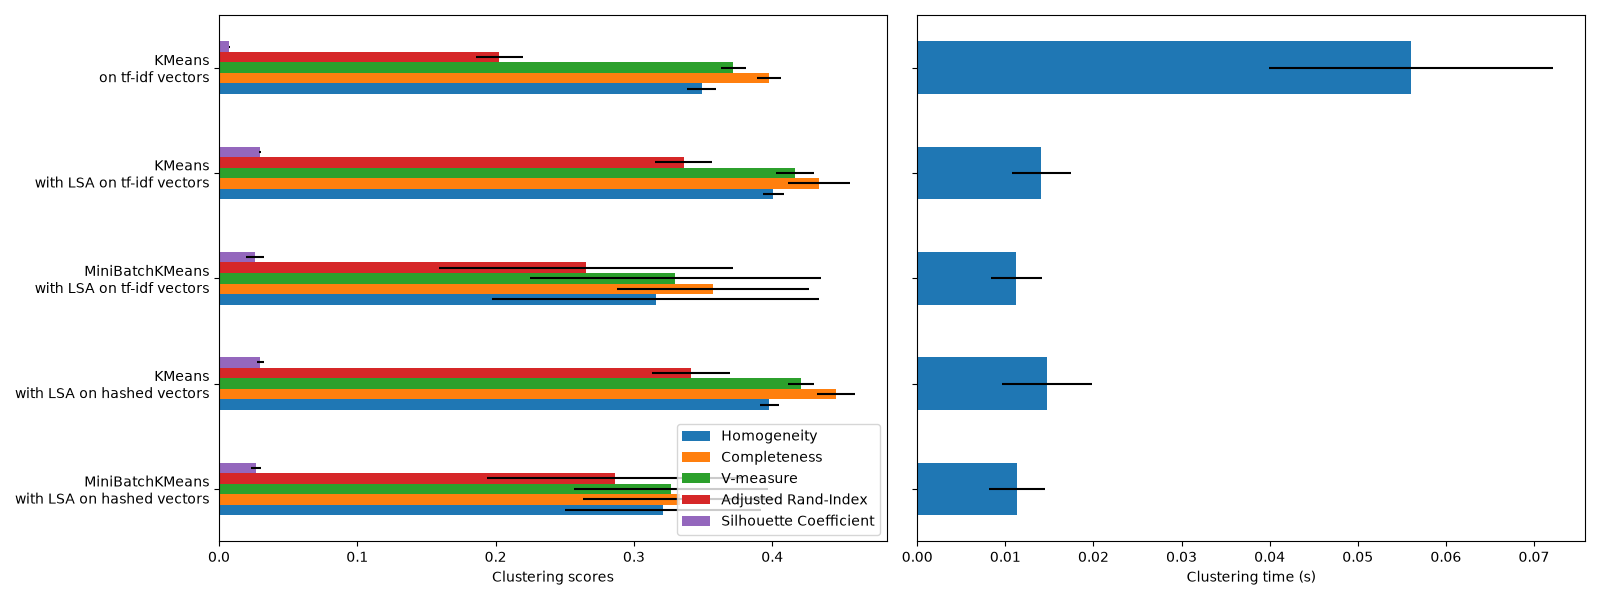 KMeans
on tf-idf vectors
KMeans
with LSA on tf-idf vectors
MiniBatchKMeans
with LSA on tf-idf vectors
KMeans
with LSA on hashed vectors
MiniBatchKMeans
with LSA on hashed vectors
Homogeneity
Completeness
V-measure
Adjusted Rand-Index
Silhouette Coefficient
0.0 0.1 0.2 0.3 0.4
Clustering scores
0.00 0.01 0.02 0.03 0.04 0.05 0.06 0.07
Clustering time (s)